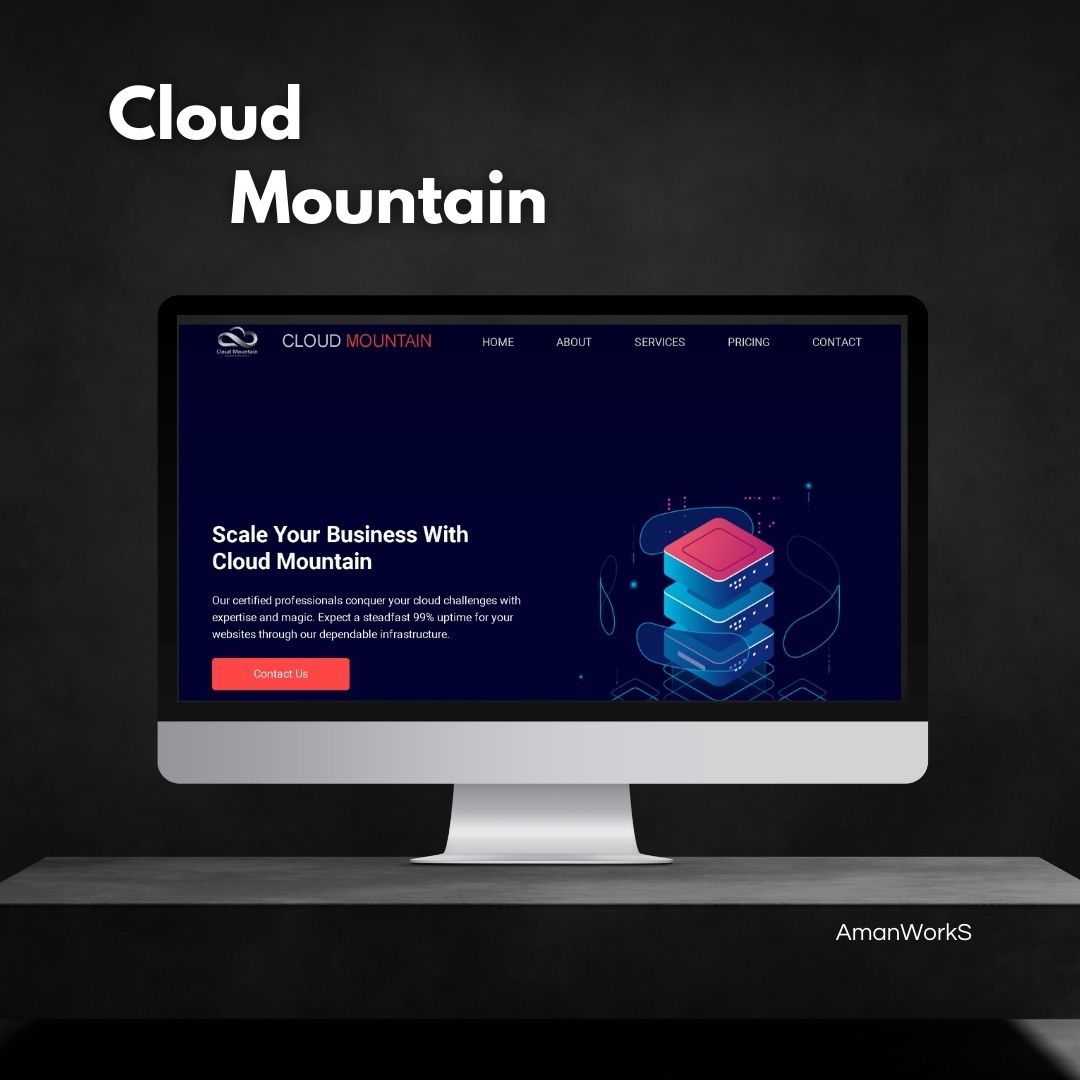 Cloud
Mountain
Cloud Mountain
CLOUD MOUNTAIN
HOME
ABOUT
SERVICES
PRICING
CONTACT
Scale Your Business With
Cloud Mountain
Our certified professionals conquer your cloud challenges with
expertise and magic. Expect a steadfast 99% uptime for your
websites through our dependable infrastructure.
Contact Us
AmanWorkS